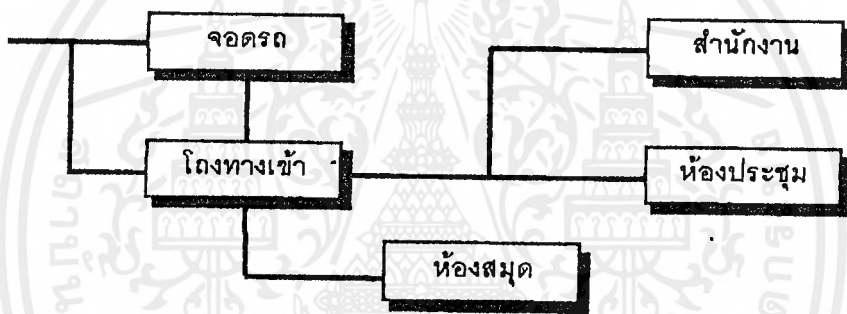 จอดรถ
สำนักงาน
โถงทางเข้า
ห้องประชุม
ห้องสมุด